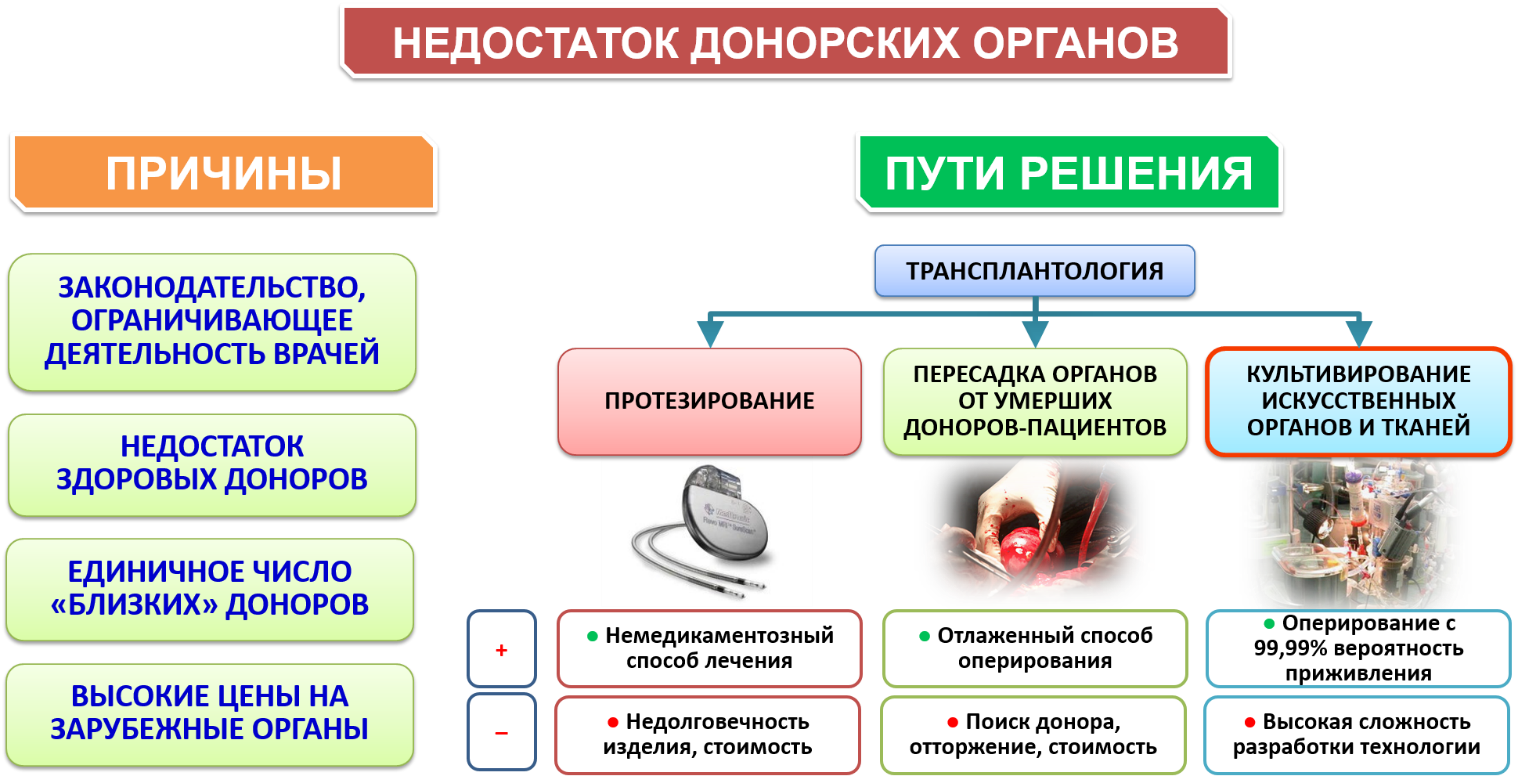 НЕДОСТАТОК ДОНОРСКИХ ОРГАНОВ
ПРИЧИНЫ
ЗАКОНОДАТЕЛЬСТВО,
ОГРАНИЧИВАЮЩЕЕ
ДЕЯТЕЛЬНОСТЬ ВРАЧЕЙ
НЕДОСТАТОК
ЗДОРОВЫХ ДОНОРОВ
ЕДИНИЧНОЕ ЧИСЛО
«БЛИЗКИХ» ДОНОРОВ
ВЫСОКИЕ ЦЕНЫ НА
ЗАРУБЕЖНЫЕ ОРГАНЫ
ПУТИ РЕШЕНИЯ
ТРАНСПЛАНТОЛОГИЯ
ПРОТЕЗИРОВАНИЕ
ПЕРЕСАДКА ОРГАНОВ
ОТ УМЕРШИХ
ДОНОРОВ-ПАЦИЕНТОВ
КУЛЬТИВИРОВАНИЕ
ИСКУССТВЕННЫХ
ОРГАНОВ И ТКАНЕЙ
Medtronic
+
● Немедикаментозный
способ лечения
● Отлаженный способ
оперирования
● Оперирование с
99,99% вероятность
приживления
–
● Недолговечность
изделия, стоимость
● Поиск донора,
отторжение, стоимость
● Высокая сложность
разработки технологии